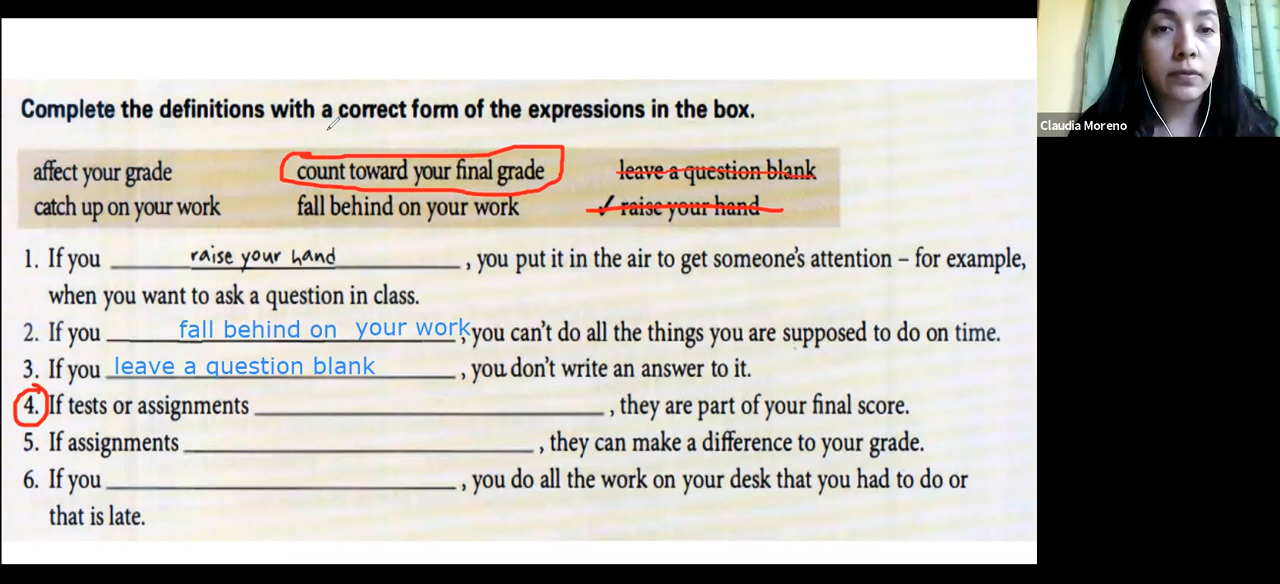 Complete the definitions with a correct form of the expressions in the box.
affect your grade count toward your final grade leave a question blank
catch up on your work fall behind on your work ✓ raise your hand
1. If you raise your hand, you put it in the air to get someone's attention – for example,
when you want to ask a question in class.
2. If you fall behind on your work, you can't do all the things you are supposed to do on time.
3. If you leave a question blank, you don't write an answer to it.
4. If tests or assignments ____________________, they are part of your final score.
5. If assignments ____________________, they can make a difference to your grade.
6. If you ____________________, you do all the work on your desk that you had to do or
that is late.
Claudia Moreno